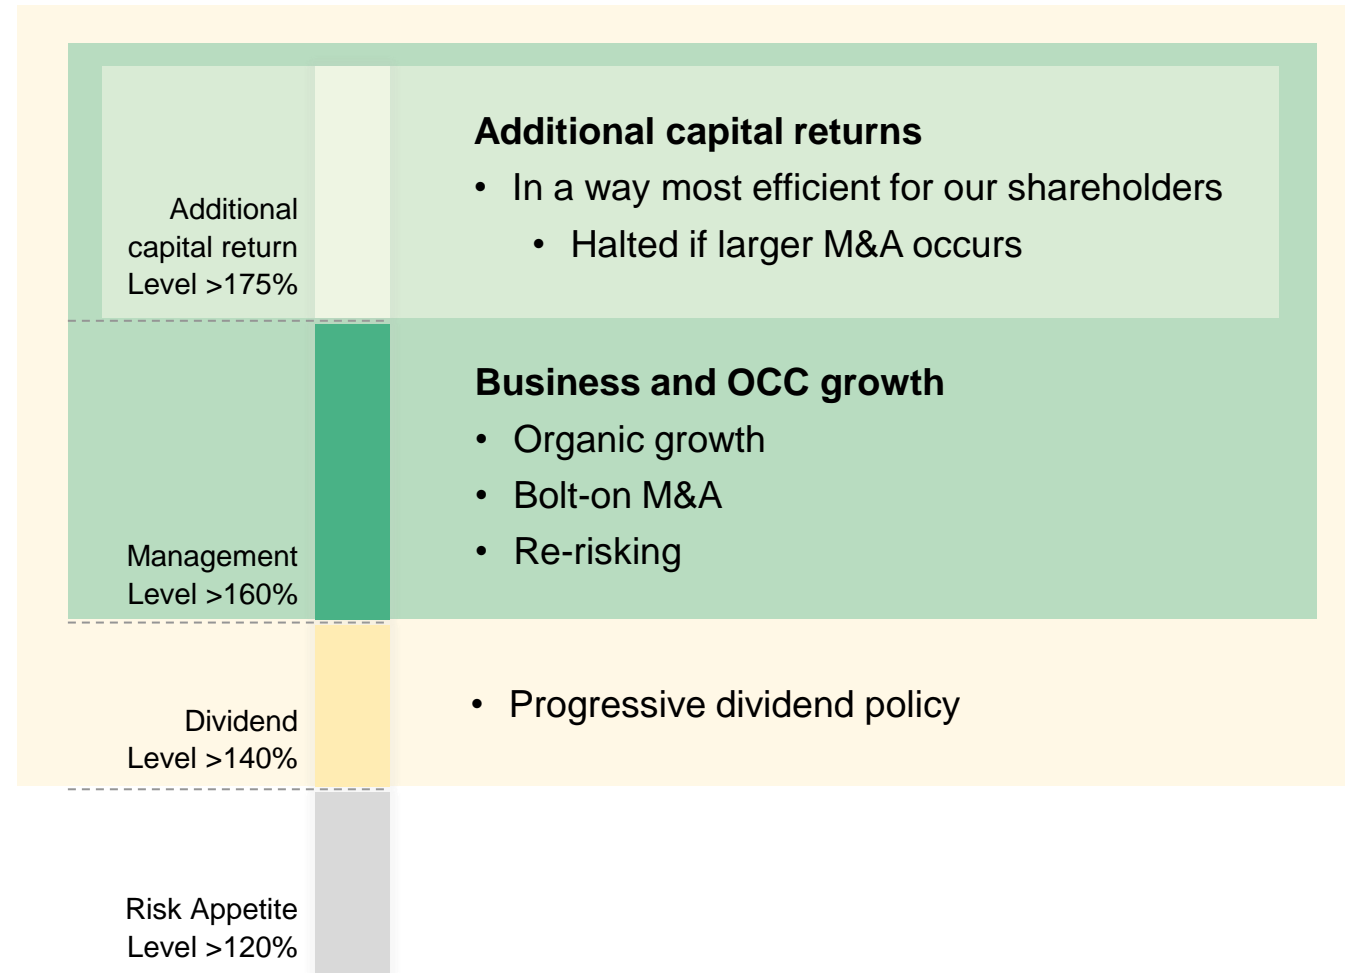 Additional capital returns
• In a way most efficient for our shareholders
• Halted if larger M&A occurs
Additional
capital return
Level >175%
Business and OCC growth
• Organic growth
• Bolt-on M&A
• Re-risking
Management
Level >160%
• Progressive dividend policy
Dividend
Level >140%
Risk Appetite
Level >120%